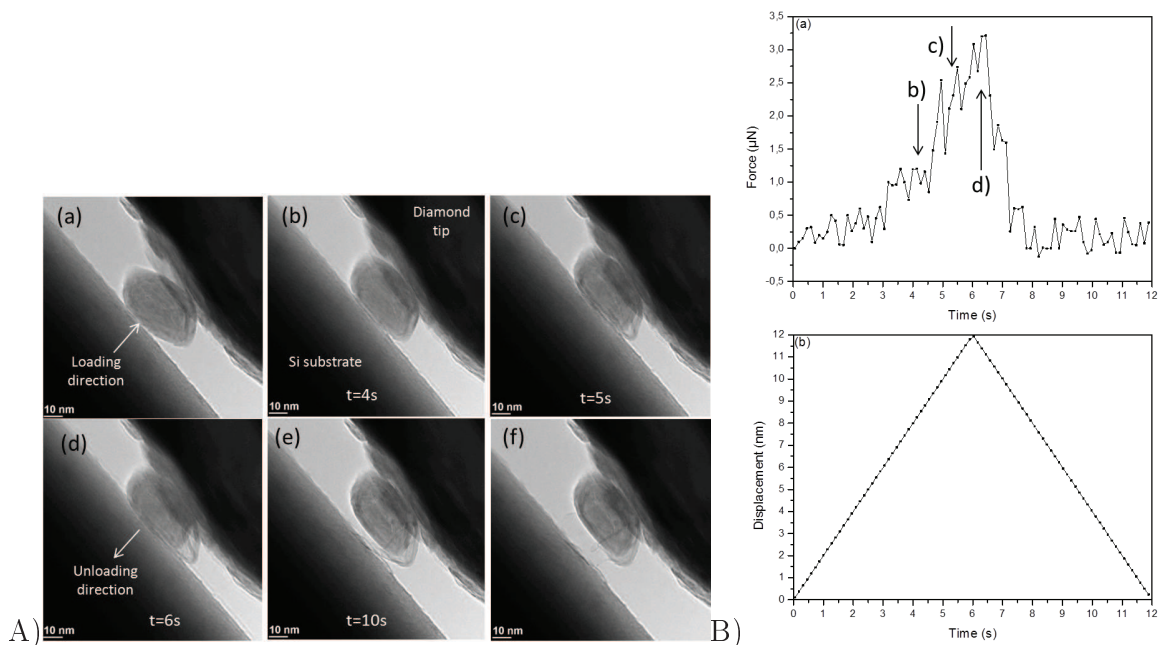 (a)
Loading
direction
10 nm
(b)
Diamond
tip
Si substrate
t=4s
10 nm
(c)
t=5s
10 nm
(d)
Unloading
direction
t=6s
10 nm
(e)
t=10s
10 nm
(f)
10 nm
A)
B)
(a)
3,5
3,0
2,5
2,0
1,5
1,0
0,5
0,0
-0,5
Force (μN)
b)
c)
d)
0 1 2 3 4 5 6 7 8 9 10 11 12
Time (s)
(b)
12
11
10
9
8
7
6
5
4
3
2
1
0
Displacement (nm)
0 1 2 3 4 5 6 7 8 9 10 11 12
Time (s)